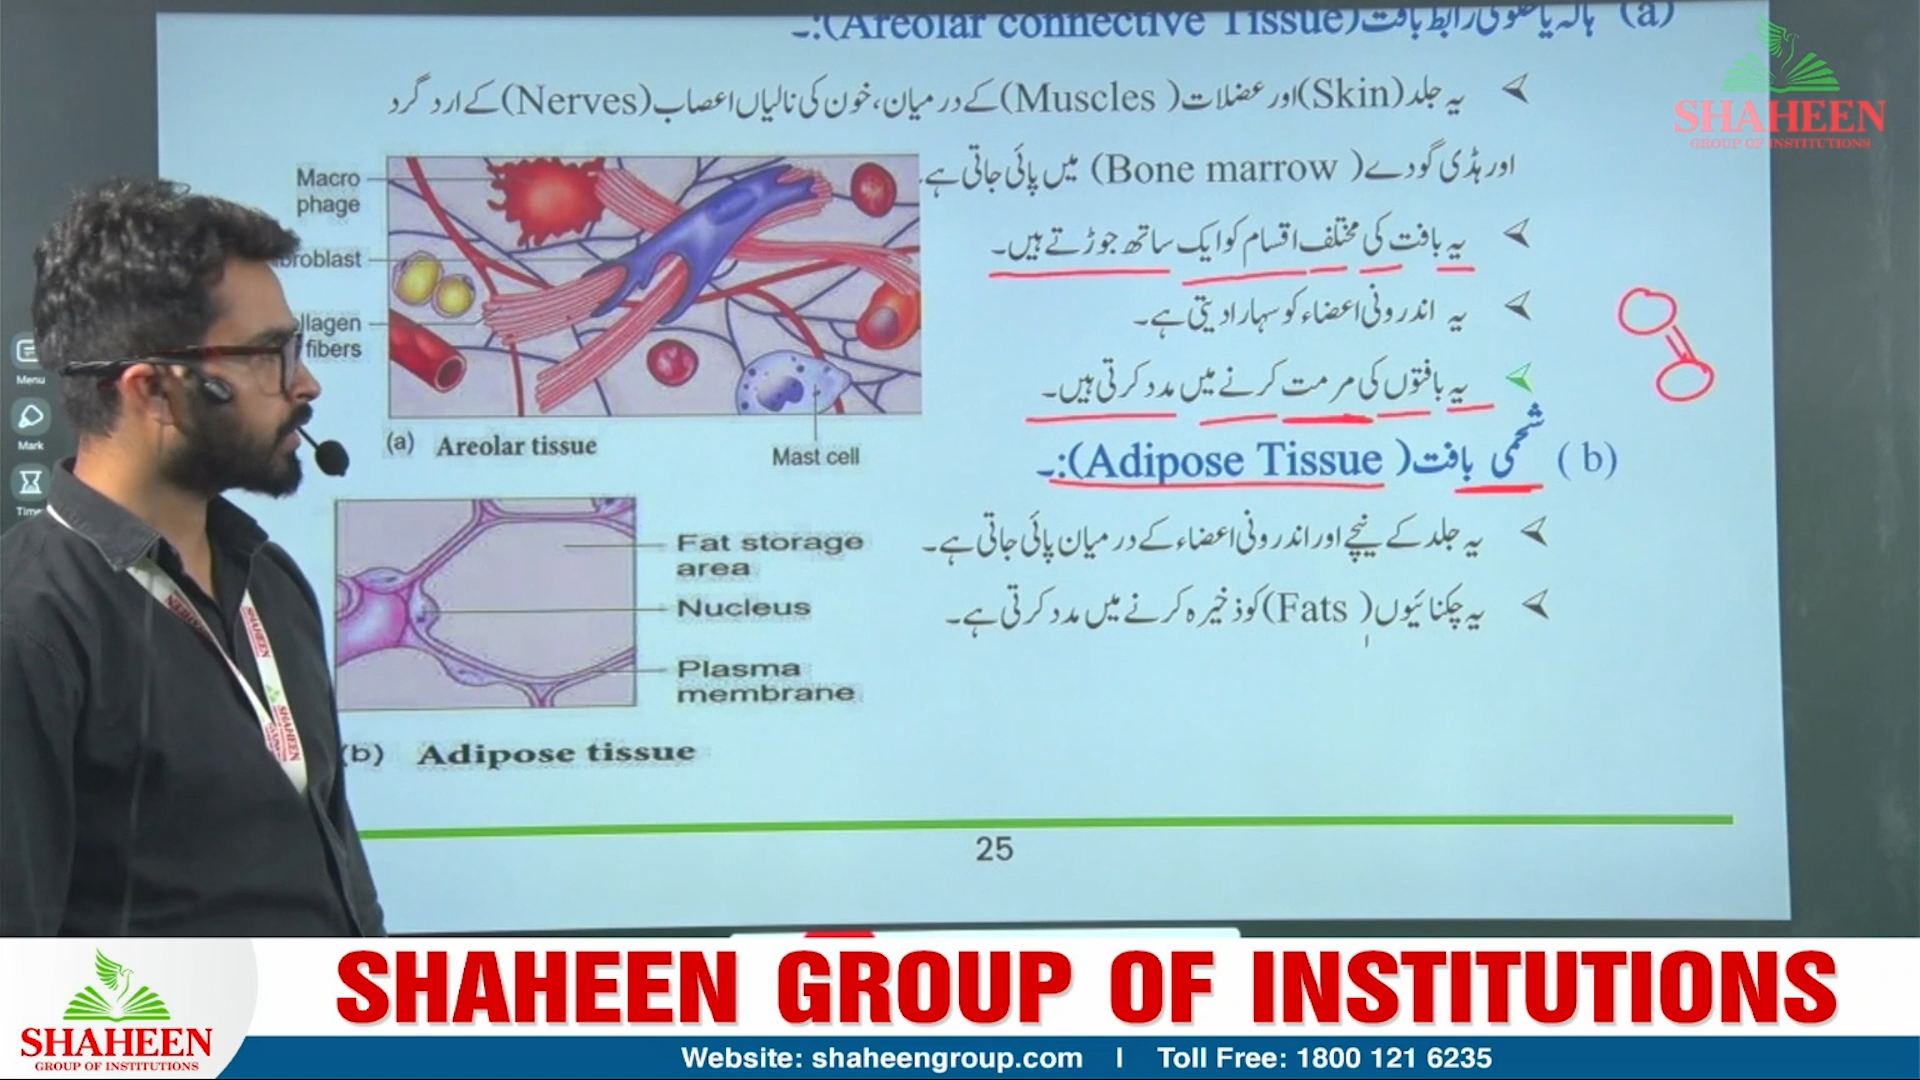 (a) ہالہ یا خلوی رابط بافت (Areolar connective Tissue):۔
یہ جلد (Skin) اور عضلات (Muscles) کے درمیان، خون کی نالیاں اعصاب (Nerves) کے ارد گرد
اور ہڈی گودے (Bone marrow) میں پائی جاتی ہے۔
یہ بافت کی مختلف اقسام کو ایک ساتھ جوڑتے ہیں۔
یہ اندرونی اعضاء کو سہارا دیتی ہے۔
یہ بافتوں کی مرمت کرنے میں مدد کرتی ہیں۔
Macro
phage
broblast
llagen
fibers
Mast cell
(a) Areolar tissue
(b) شحمی بافت (Adipose Tissue):۔
یہ جلد کے نیچے اور اندرونی اعضاء کے درمیان پائی جاتی ہے۔
یہ چکنائیوں (Fats) کو ذخیرہ کرنے میں مدد کرتی ہے۔
Fat storage
area
Nucleus
Plasma
membrane
(b) Adipose tissue
25
Menu
Mark
Time
SHAHEEN
GROUP OF INSTITUTIONS
SHAHEEN
SHAHEEN
SHAHEEN
GROUP OF INSTITUTIONS
SHAHEEN GROUP OF INSTITUTIONS
Website: shaheengroup.com | Toll Free: 1800 121 6235